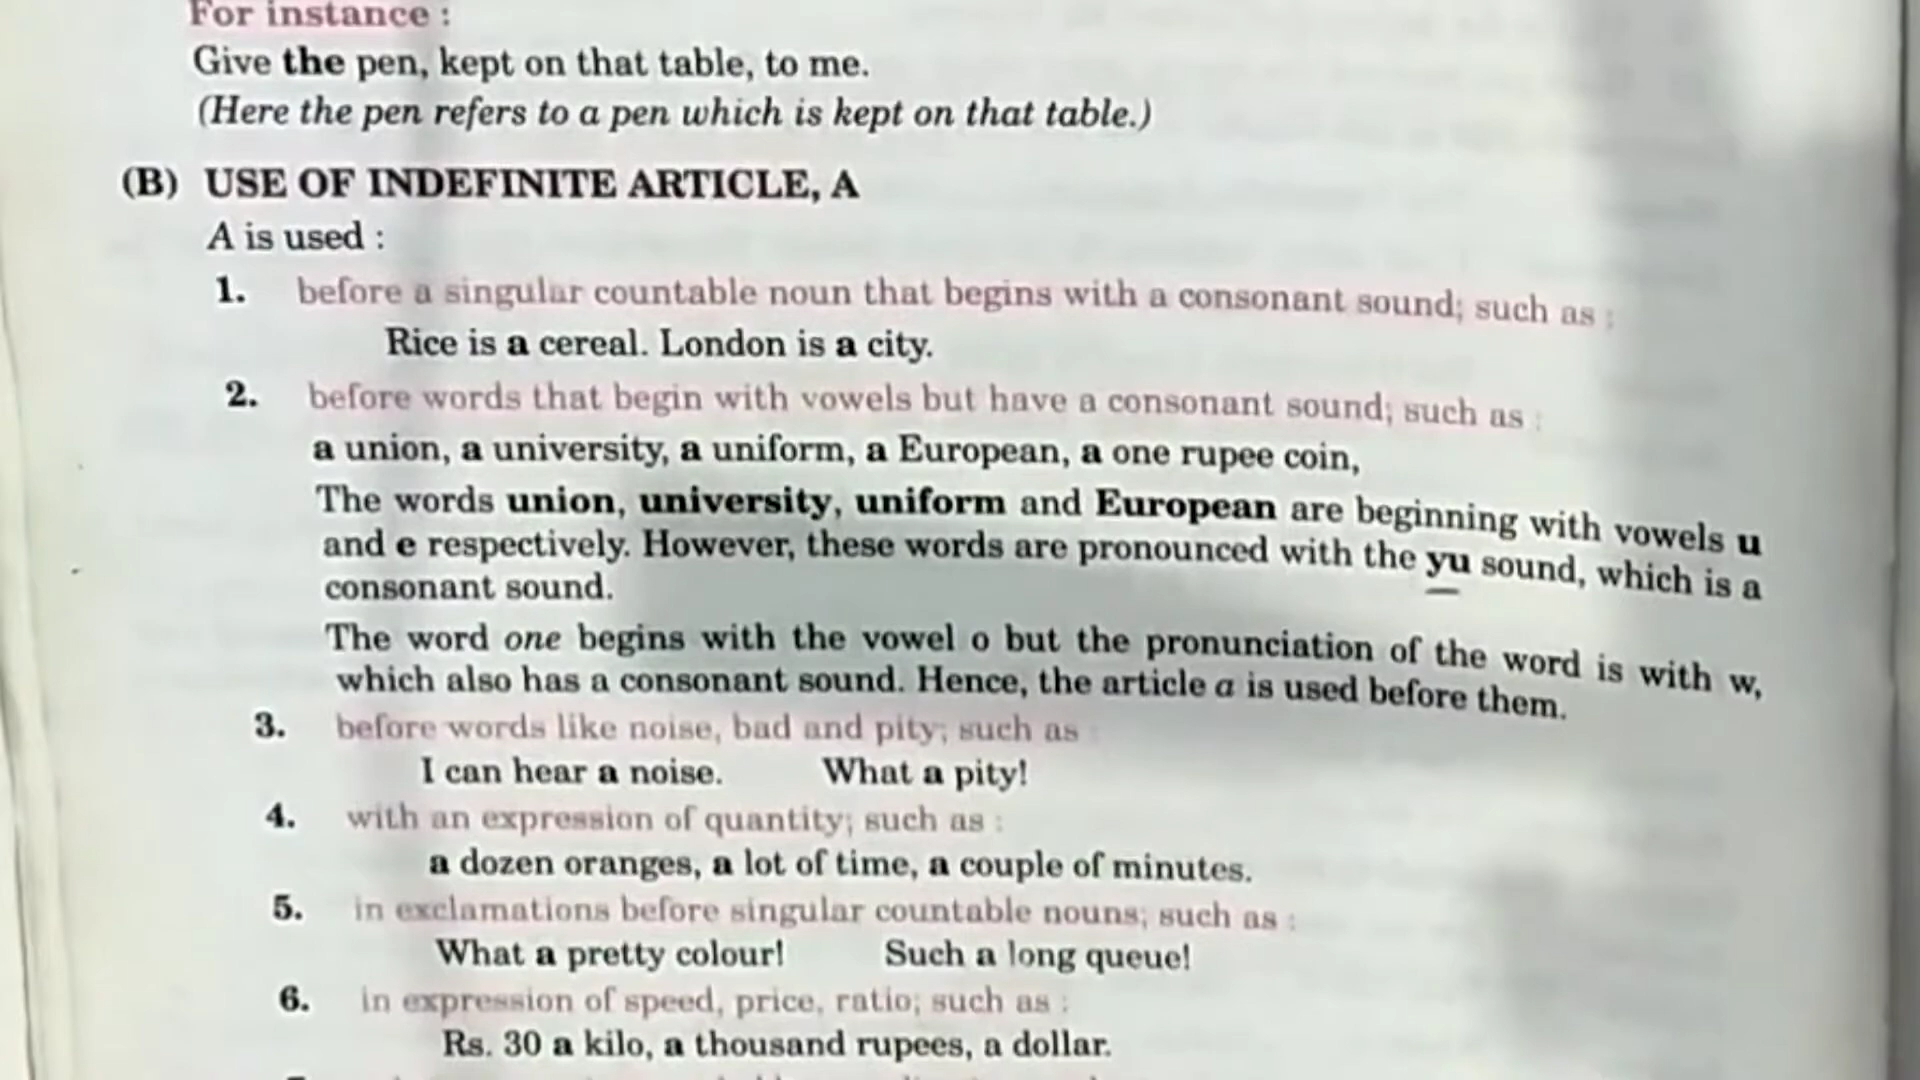 For instance :
Give the pen, kept on that table, to me.
(Here the pen refers to a pen which is kept on that table.)
(B) USE OF INDEFINITE ARTICLE, A
A is used :
1. before a singular countable noun that begins with a consonant sound; such as :
Rice is a cereal. London is a city.
2. before words that begin with vowels but have a consonant sound; such as :
a union, a university, a uniform, a European, a one rupee coin,
The words union, university, uniform and European are beginning with vowels u
and e respectively. However, these words are pronounced with the yu sound, which is a
consonant sound.
The word one begins with the vowel o but the pronunciation of the word is with w,
which also has a consonant sound. Hence, the article a is used before them.
3. before words like noise, bad and pity; such as :
I can hear a noise. What a pity!
4. with an expression of quantity; such as :
a dozen oranges, a lot of time, a couple of minutes.
5. in exclamations before singular countable nouns; such as :
What a pretty colour! Such a long queue!
6. in expression of speed, price, ratio; such as :
Rs. 30 a kilo, a thousand rupees, a dollar.